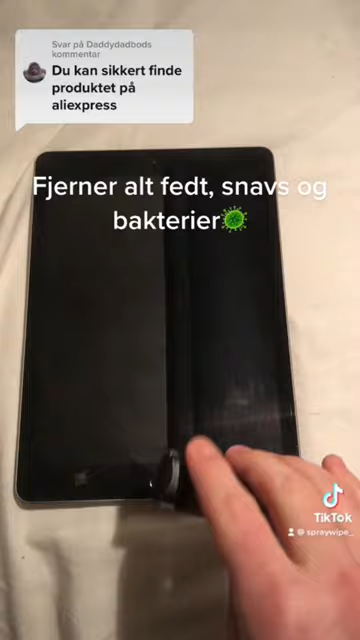 Svar på Daddydadbods
kommentar
Du kan sikkert finde
produktet på
aliexpress
Fjerner alt fedt, snavs og
bakterier🦠
TikTok
@ spraywipe_